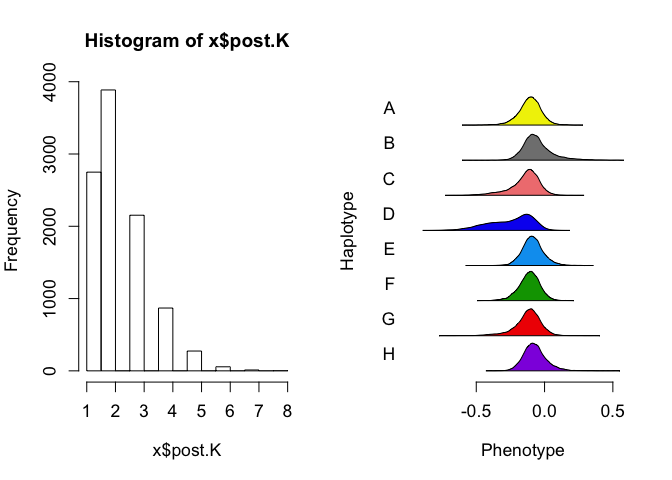 Histogram of x$post.K
Frequency
0
1000
2000
3000
4000
1 2 3 4 5 6 7 8
x$post.K
Haplotype
A
B
C
D
E
F
G
H
-0.5 0.0 0.5
Phenotype